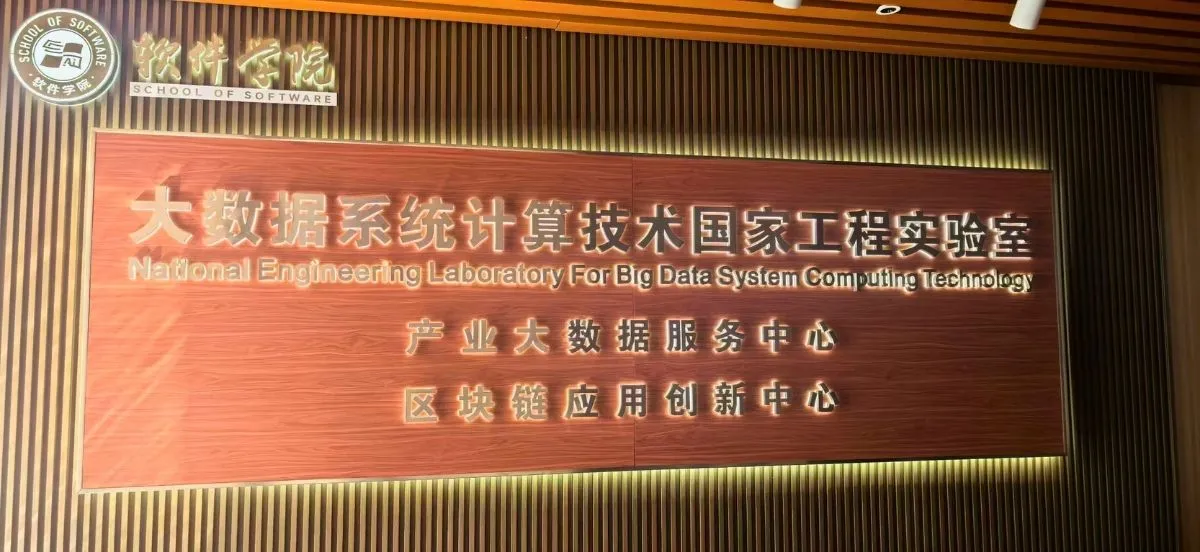 SCHOOL OF SOFTWARE
软件学院
软件学院
SCHOOL OF SOFTWARE
大数据系统计算技术国家工程实验室
National Engineering Laboratory For Big Data System Computing Technology
产业大数据服务中心
区块链应用创新中心